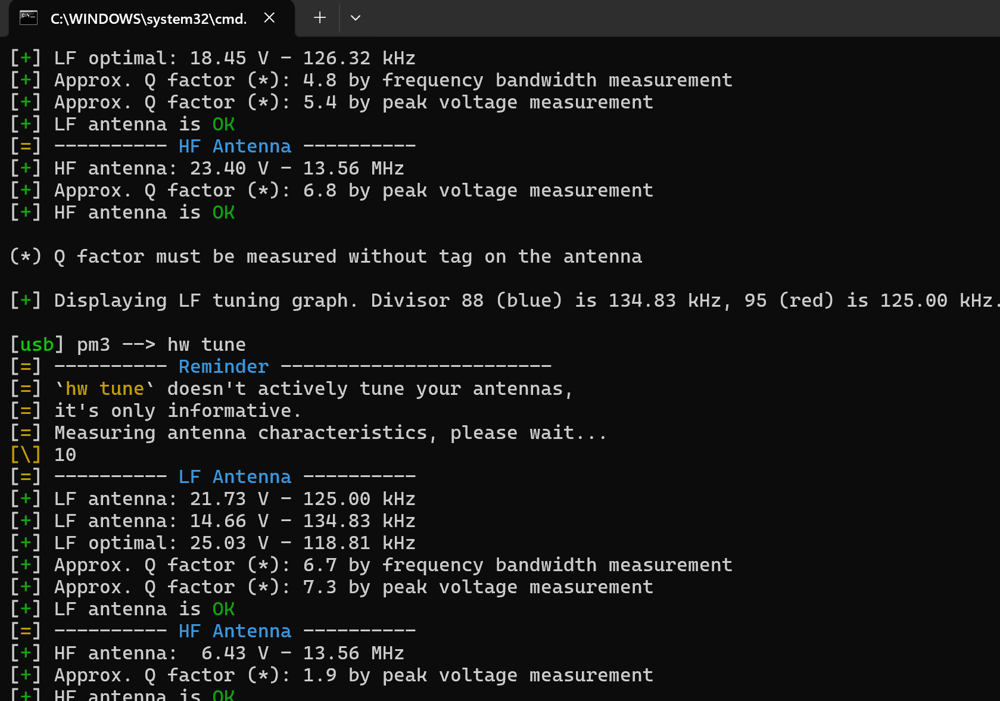 C:\WINDOWS\system32\cmd.
[+] LF optimal: 18.45 V - 126.32 kHz
[+] Approx. Q factor (*): 4.8 by frequency bandwidth measurement
[+] Approx. Q factor (*): 5.4 by peak voltage measurement
[+] LF antenna is OK
[=] ---------- HF Antenna ----------
[+] HF antenna: 23.40 V - 13.56 MHz
[+] Approx. Q factor (*): 6.8 by peak voltage measurement
[+] HF antenna is OK
(*) Q factor must be measured without tag on the antenna
[+] Displaying LF tuning graph. Divisor 88 (blue) is 134.83 kHz, 95 (red) is 125.00 kHz.
[usb] pm3 --> hw tune
[=] ---------- Reminder ------------------------
[=] `hw tune` doesn't actively tune your antennas,
[=] it's only informative.
[=] Measuring antenna characteristics, please wait...
[\] 10
[=] ---------- LF Antenna ----------
[+] LF antenna: 21.73 V - 125.00 kHz
[+] LF antenna: 14.66 V - 134.83 kHz
[+] LF optimal: 25.03 V - 118.81 kHz
[+] Approx. Q factor (*): 6.7 by frequency bandwidth measurement
[+] Approx. Q factor (*): 7.3 by peak voltage measurement
[+] LF antenna is OK
[=] ---------- HF Antenna ----------
[+] HF antenna:  6.43 V - 13.56 MHz
[+] Approx. Q factor (*): 1.9 by peak voltage measurement
[+] HF antenna is OK